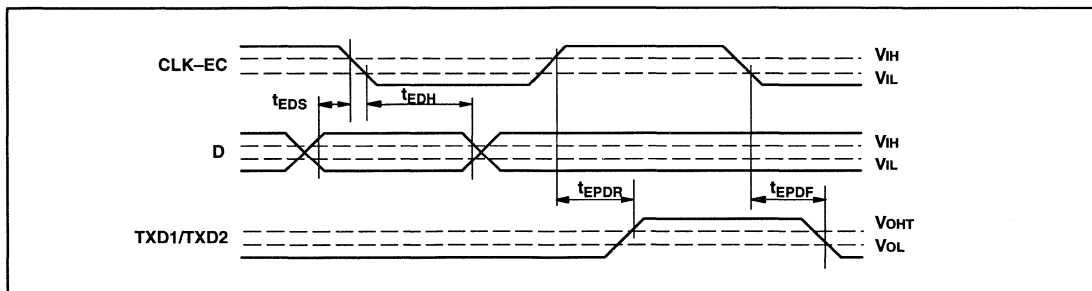 CLK–EC
VIH
VIL
tEDS
tEDH
D
VIH
VIL
tEPDR
tEPDF
TXD1/TXD2
VOHT
VOL